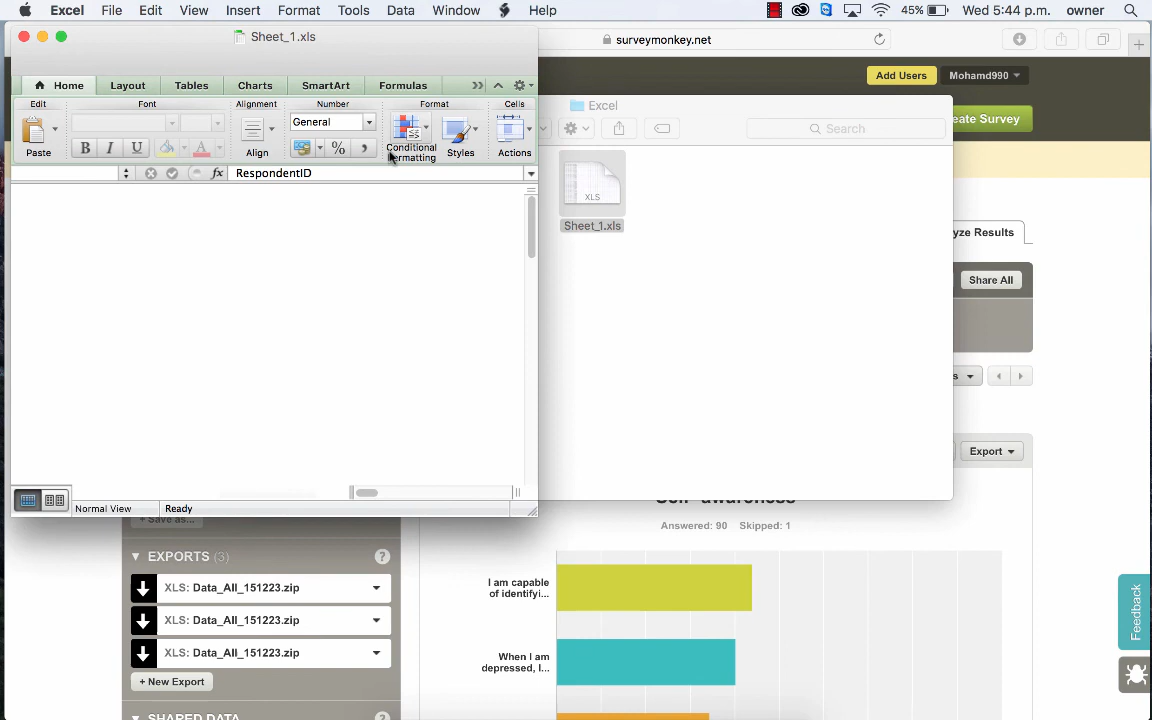 Excel File Edit View Insert Format Tools Data Window Help 45% Wed 5:44 p.m. owner
Sheet_1.xls
surveymonkey.net
Home Layout Tables Charts SmartArt Formulas
Add Users Mohamd990
Edit Font Alignment Number Format Cells
Excel
General
Search
eate Survey
Paste B I U Align % Conditional Formatting Styles Actions
fx RespondentID
XLS
Sheet_1.xls
yze Results
Share All
s
Export
Normal View Ready
+ Save as...
Answered: 90 Skipped: 1
EXPORTS (3) ?
XLS: Data_All_151223.zip
XLS: Data_All_151223.zip
XLS: Data_All_151223.zip
+ New Export
SHARED DATA ?
I am capable
of identifyi...
When I am
depressed, I...
Feedback